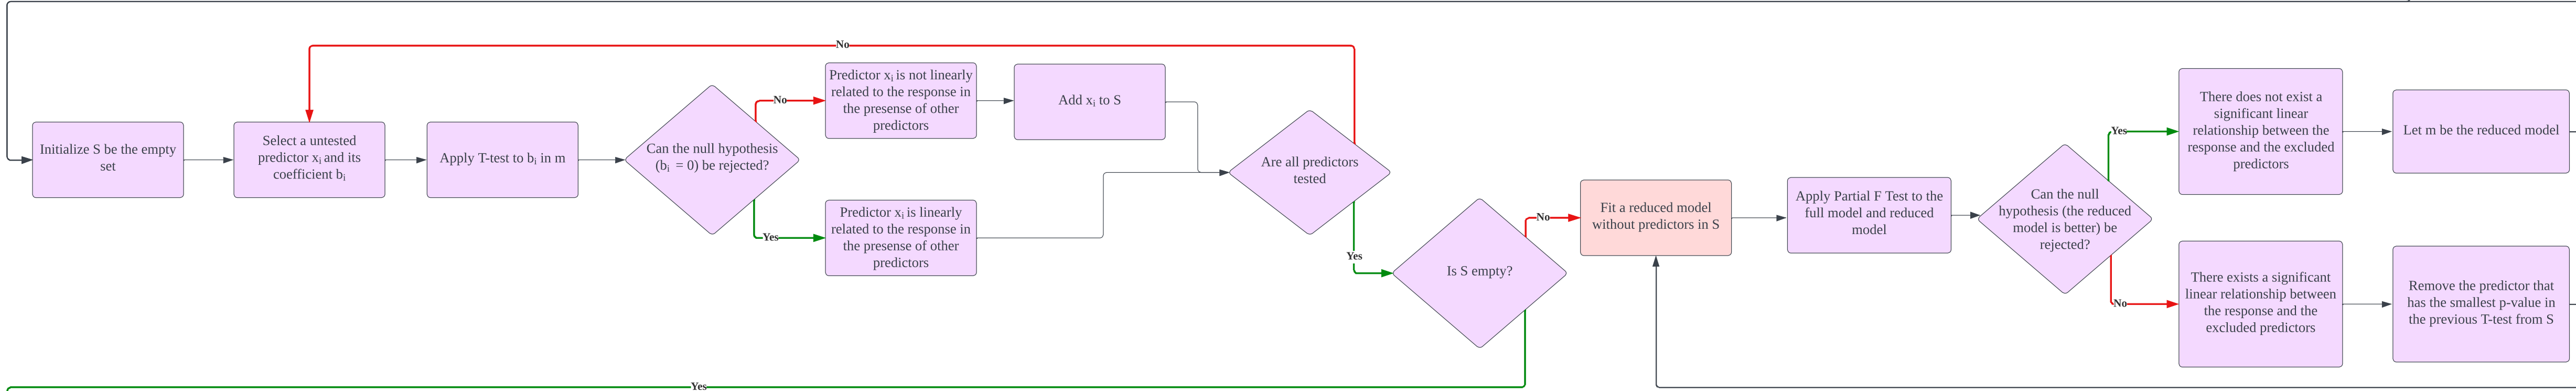 No
Initialize S be the empty
set
Select a untested
predictor xᵢ and its
coefficient bᵢ
Apply T-test to bᵢ in m
Can the null hypothesis
(bᵢ = 0) be rejected?
No
Predictor xᵢ is not linearly
related to the response in
the presense of other
predictors
Add xᵢ to S
Yes
Predictor xᵢ is linearly
related to the response in
the presense of other
predictors
Are all predictors
tested
Yes
Is S empty?
Yes
No
Fit a reduced model
without predictors in S
Apply Partial F Test to the
full model and reduced
model
Can the null
hypothesis (the reduced
model is better) be
rejected?
Yes
There does not exist a
significant linear
relationship between the
response and the excluded
predictors
Let m be the reduced model
No
There exists a significant
linear relationship between
the response and the
excluded predictors
Remove the predictor that
has the smallest p-value in
the previous T-test from S